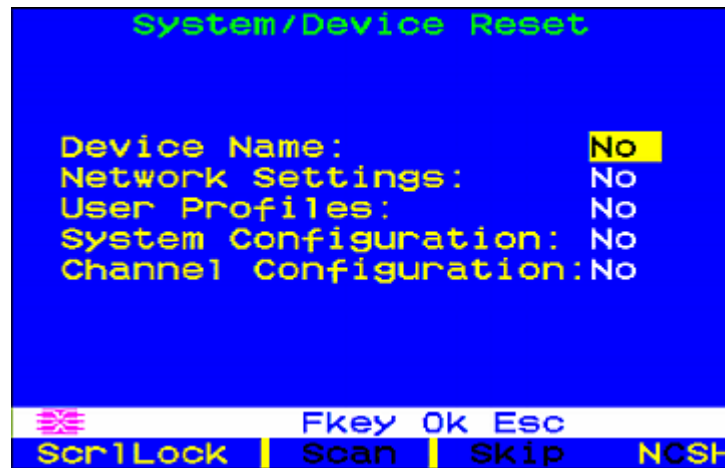 System/Device Reset
Device Name: No
Network Settings: No
User Profiles: No
System Configuration: No
Channel Configuration:No
Fkey Ok Esc
ScrlLock Scan Skip NCSH